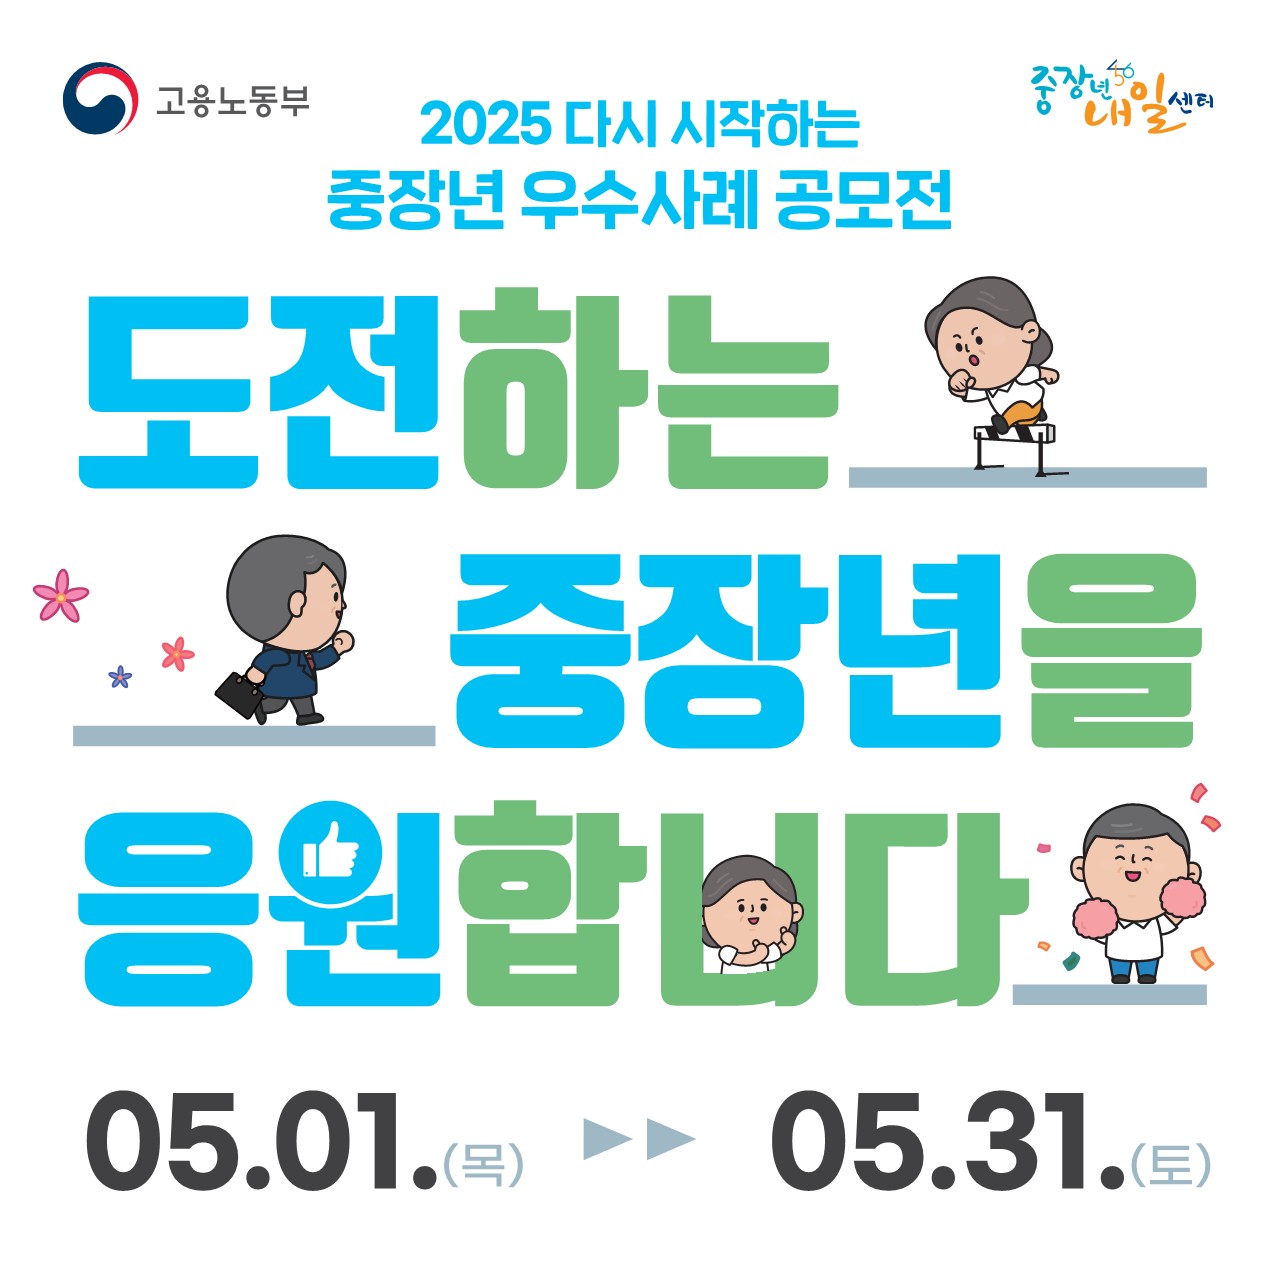 고용노동부
중장년 456 내일센터
2025 다시 시작하는
중장년 우수사례 공모전
도전하는
중장년을
응원합니다
05.01.(목) 05.31.(토)